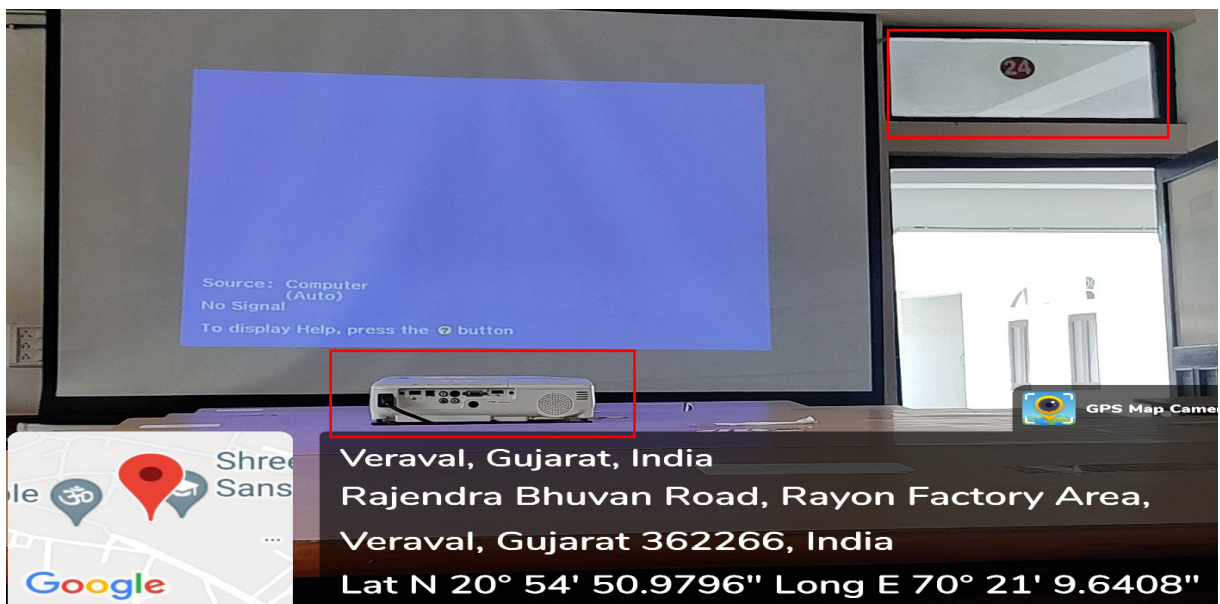 24
Source: Computer
(Auto)
No Signal
To display Help, press the ? button
GPS Map Camer
Shree
Sans
le
ॐ
Google
Veraval, Gujarat, India
Rajendra Bhuvan Road, Rayon Factory Area,
Veraval, Gujarat 362266, India
Lat N 20° 54' 50.9796" Long E 70° 21' 9.6408"